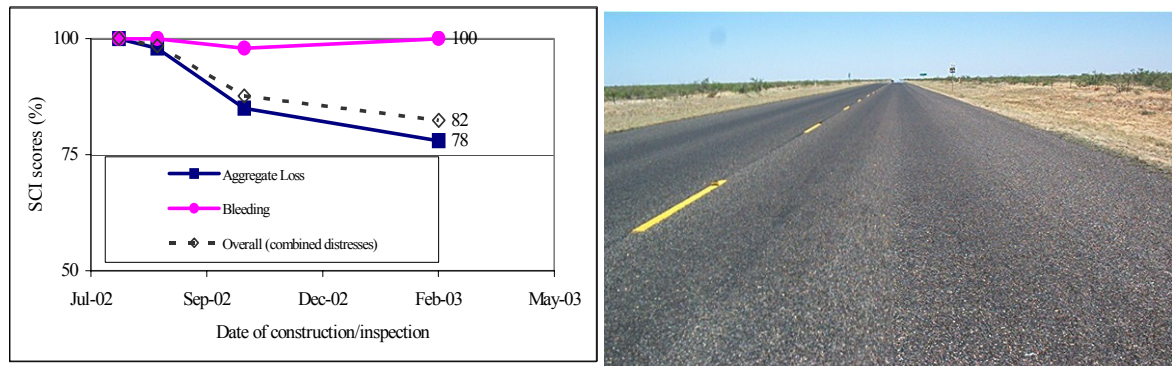 100
100
82
78
75
50
SCI scores (%)
Aggregate Loss
Bleeding
Overall (combined distresses)
Jul-02 Sep-02 Dec-02 Feb-03 May-03
Date of construction/inspection